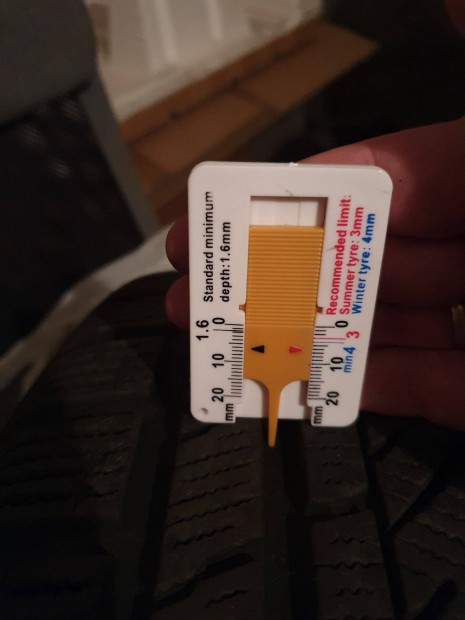 Standard minimum
depth:1.6mm
Recommended limit:
Summer tyre: 3mm
Winter tyre: 4mm
1.6
0
10
20
mm
0
10
20
mm
3
min4